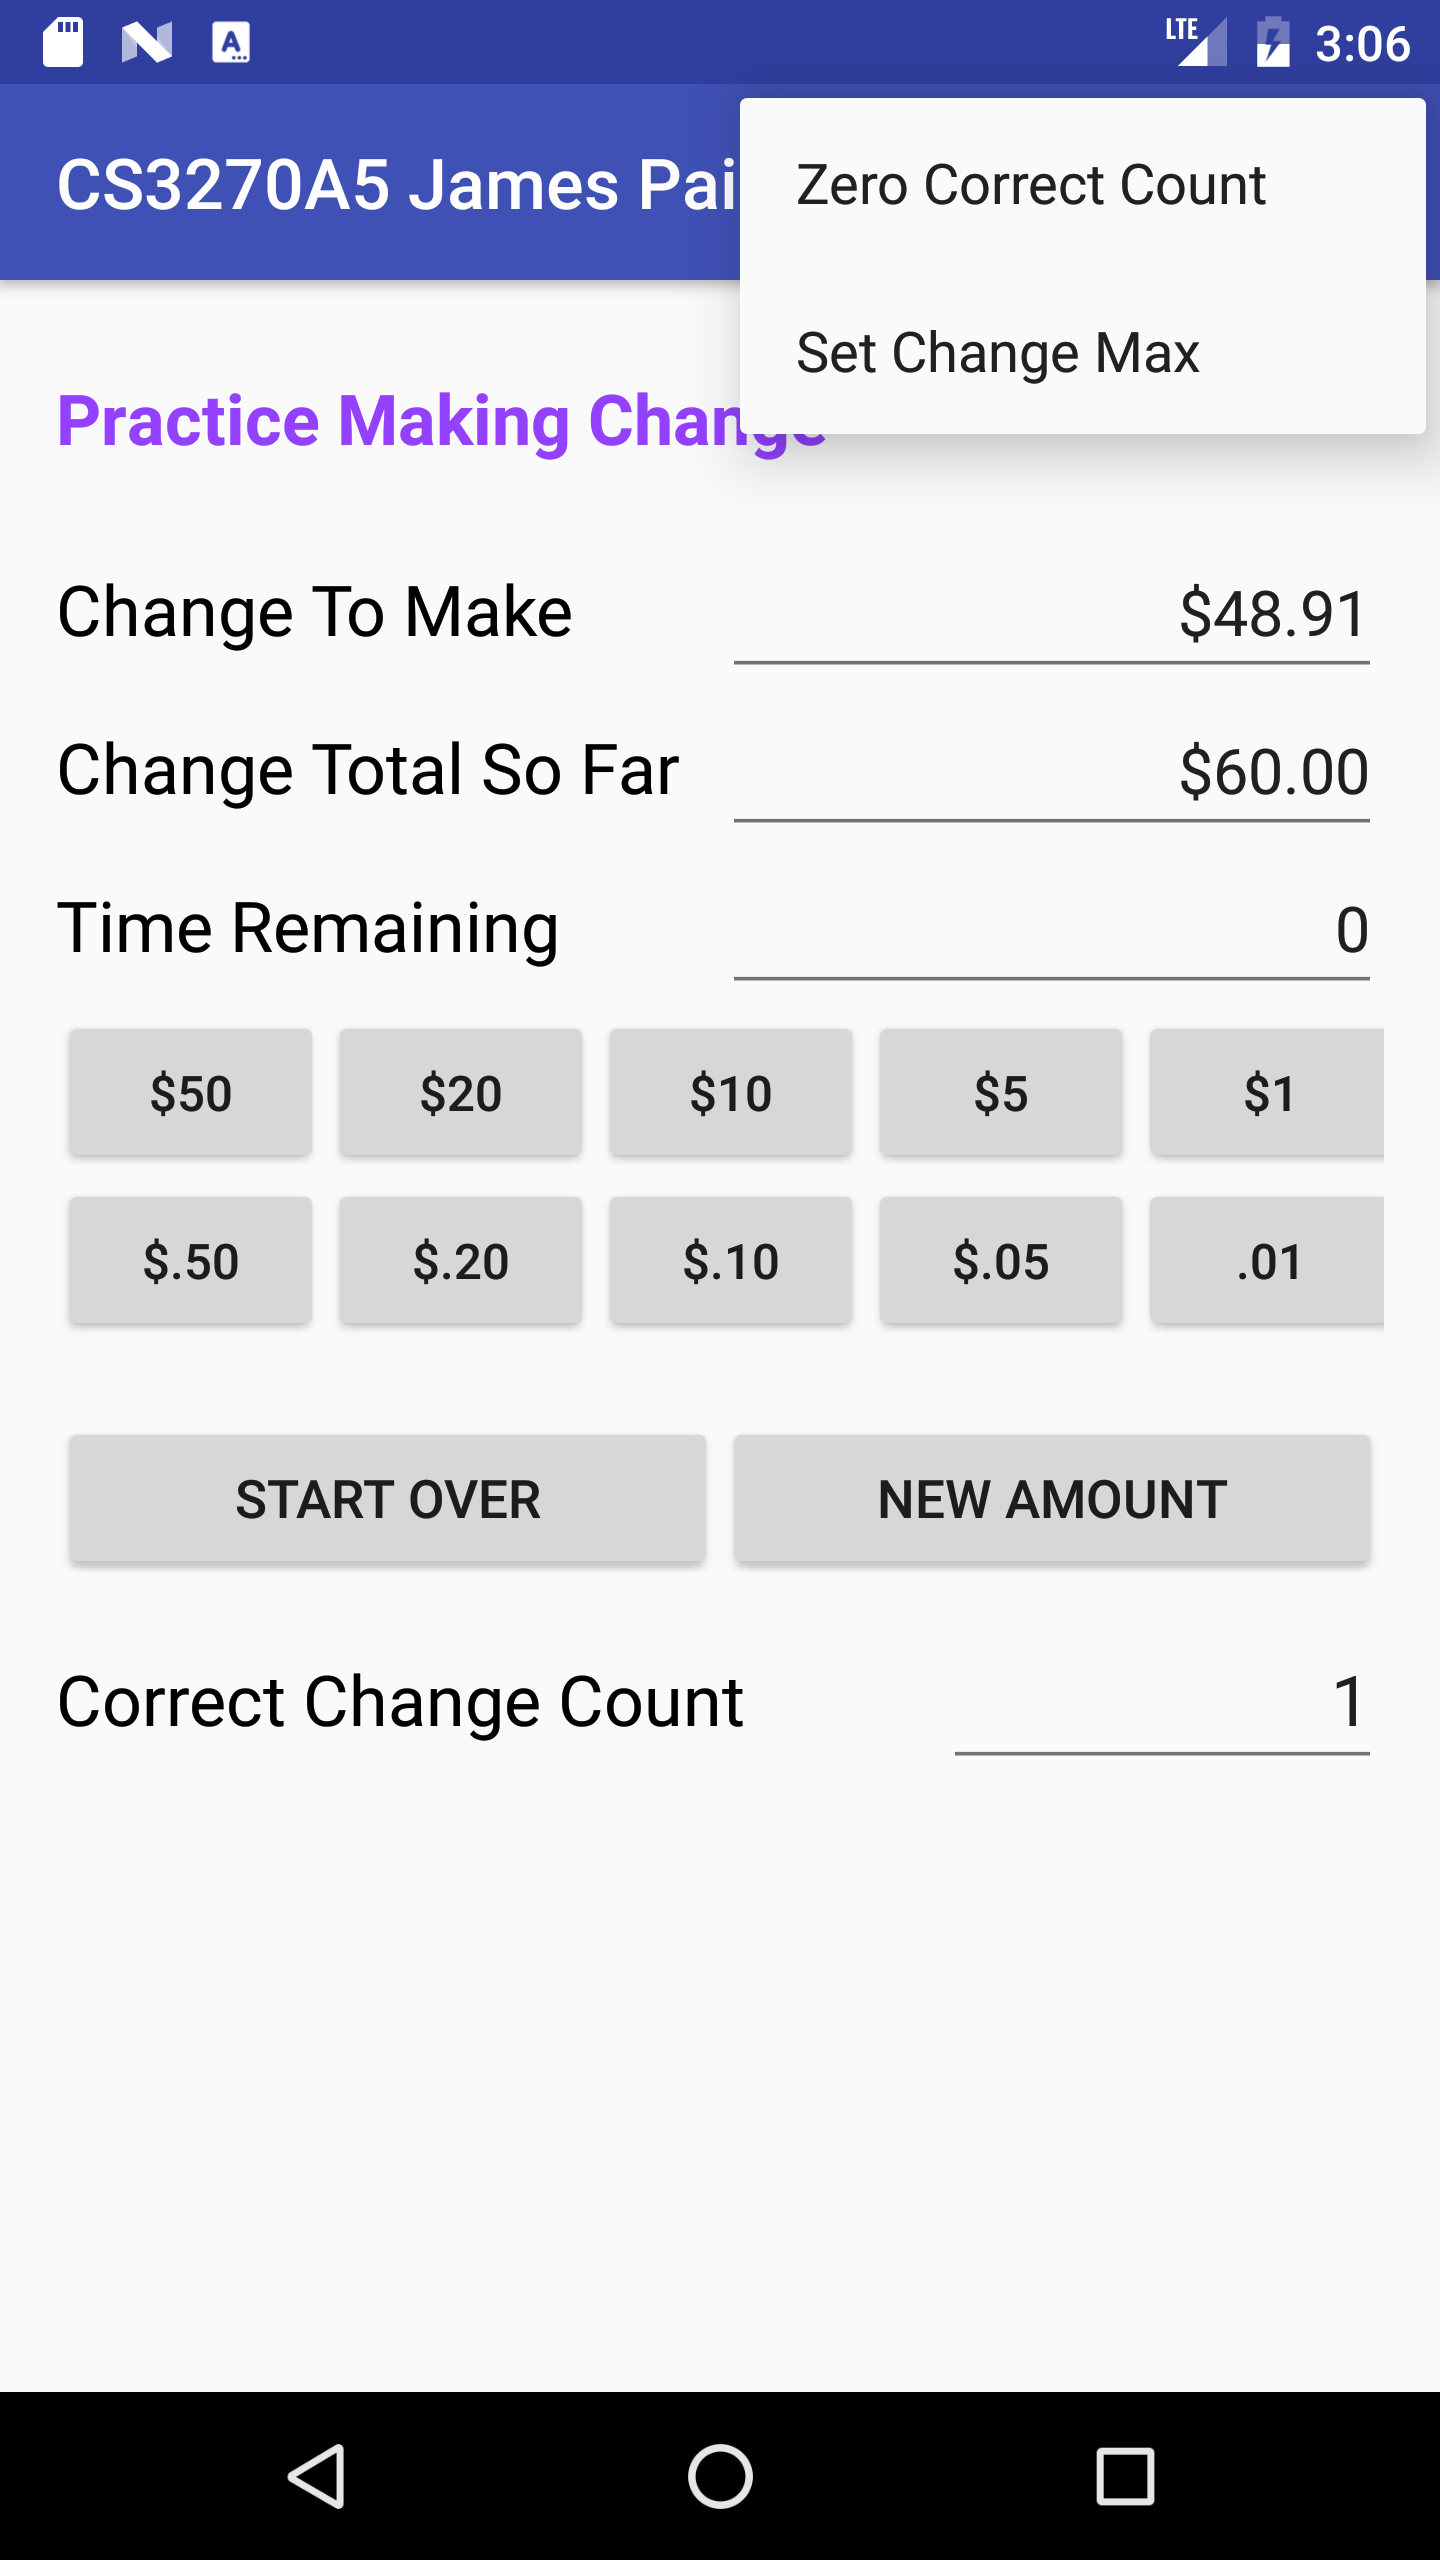 LTE 3:06
CS3270A5 James Pai
Zero Correct Count
Set Change Max
Practice Making Change
Change To Make $48.91
Change Total So Far $60.00
Time Remaining 0
$50 $20 $10 $5 $1
$.50 $.20 $.10 $.05 .01
START OVER NEW AMOUNT
Correct Change Count 1